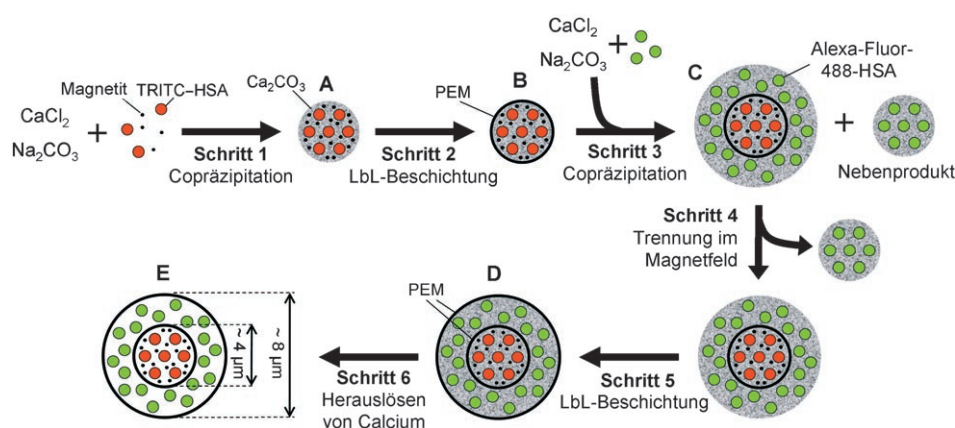 CaCl2
Na2CO3
Magnetit
TRITC–HSA
Schritt 1
Copräzipitation
Ca2CO3
A
Schritt 2
LbL-Beschichtung
PEM
B
CaCl2
Na2CO3
Schritt 3
Copräzipitation
C
Alexa-Fluor-
488-HSA
Nebenprodukt
Schritt 4
Trennung im
Magnetfeld
Schritt 5
LbL-Beschichtung
D
PEM
Schritt 6
Herauslösen
von Calcium
E
~ 4 µm
~ 8 µm